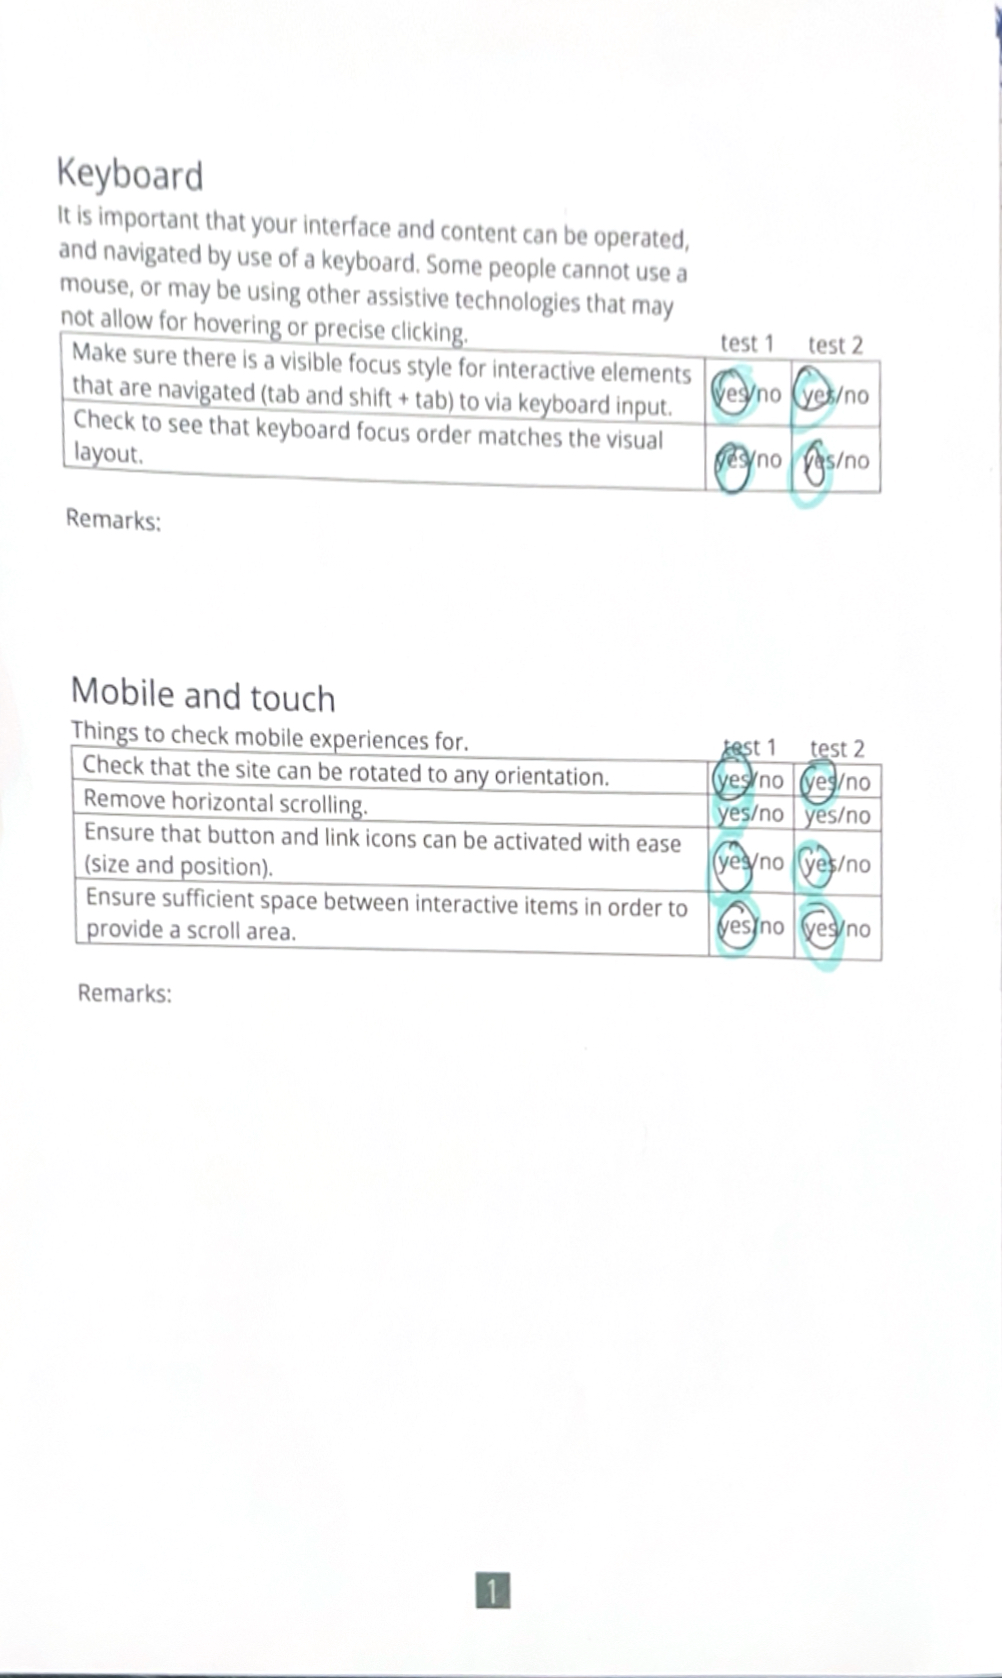 Keyboard
It is important that your interface and content can be operated,
and navigated by use of a keyboard. Some people cannot use a
mouse, or may be using other assistive technologies that may
not allow for hovering or precise clicking.
test 1 test 2
Make sure there is a visible focus style for interactive elements
that are navigated (tab and shift + tab) to via keyboard input.
yes/no yes/no
Check to see that keyboard focus order matches the visual
layout.
yes/no yes/no
Remarks:
Mobile and touch
Things to check mobile experiences for.
test 1 test 2
Check that the site can be rotated to any orientation. yes/no yes/no
Remove horizontal scrolling. yes/no yes/no
Ensure that button and link icons can be activated with ease
(size and position).
yes/no yes/no
Ensure sufficient space between interactive items in order to
provide a scroll area.
yes/no yes/no
Remarks:
1